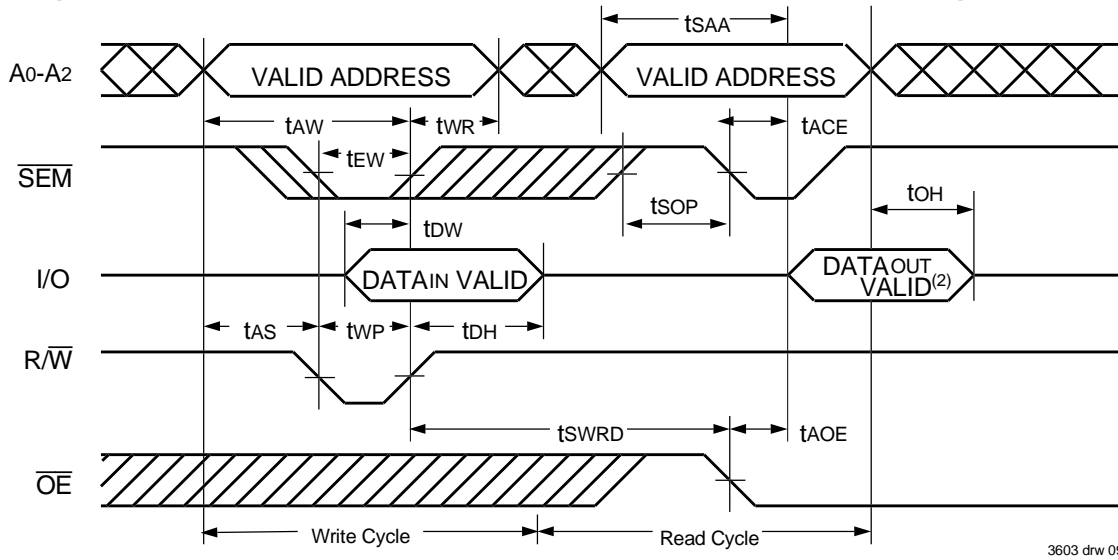 tSAA
A0-A2
VALID ADDRESS
VALID ADDRESS
tAW
tWR
tACE
tEW
SEM
tSOP
tOH
tDW
I/O
DATAIN VALID
DATAOUT
VALID(2)
tAS
tWP
tDH
R/W
tSWRD
tAOE
OE
Write Cycle
Read Cycle
3603 drw 09